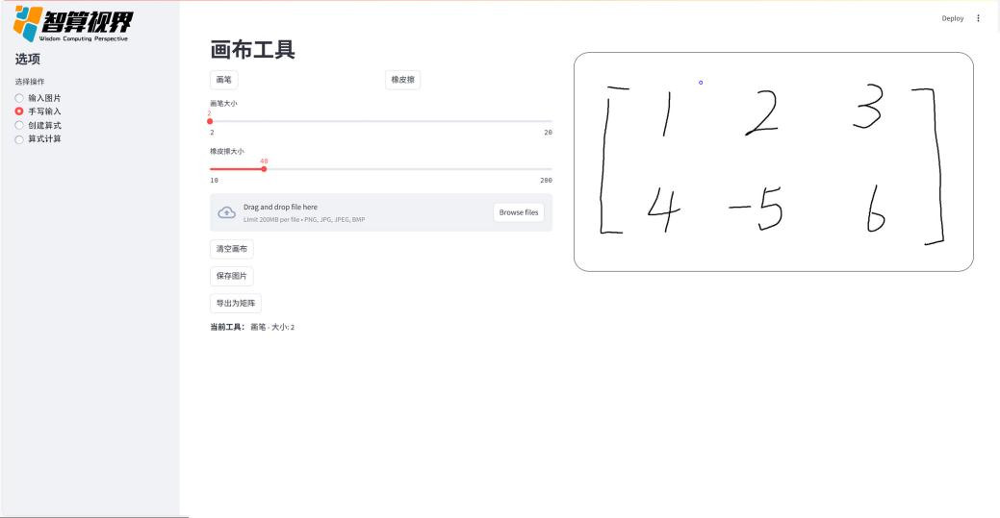 智算视界
Wisdom Computing Perspective
选项
选择操作
输入图片
手写输入
创建算式
算式计算
Deploy
画布工具
画笔
橡皮擦
画笔大小
2
2 20
橡皮擦大小
40
10 200
Drag and drop file here
Limit 200MB per file • PNG, JPG, JPEG, BMP
Browse files
清空画布
保存图片
导出为矩阵
当前工具： 画笔 - 大小: 2
[ 1 2 3
4 -5 6 ]